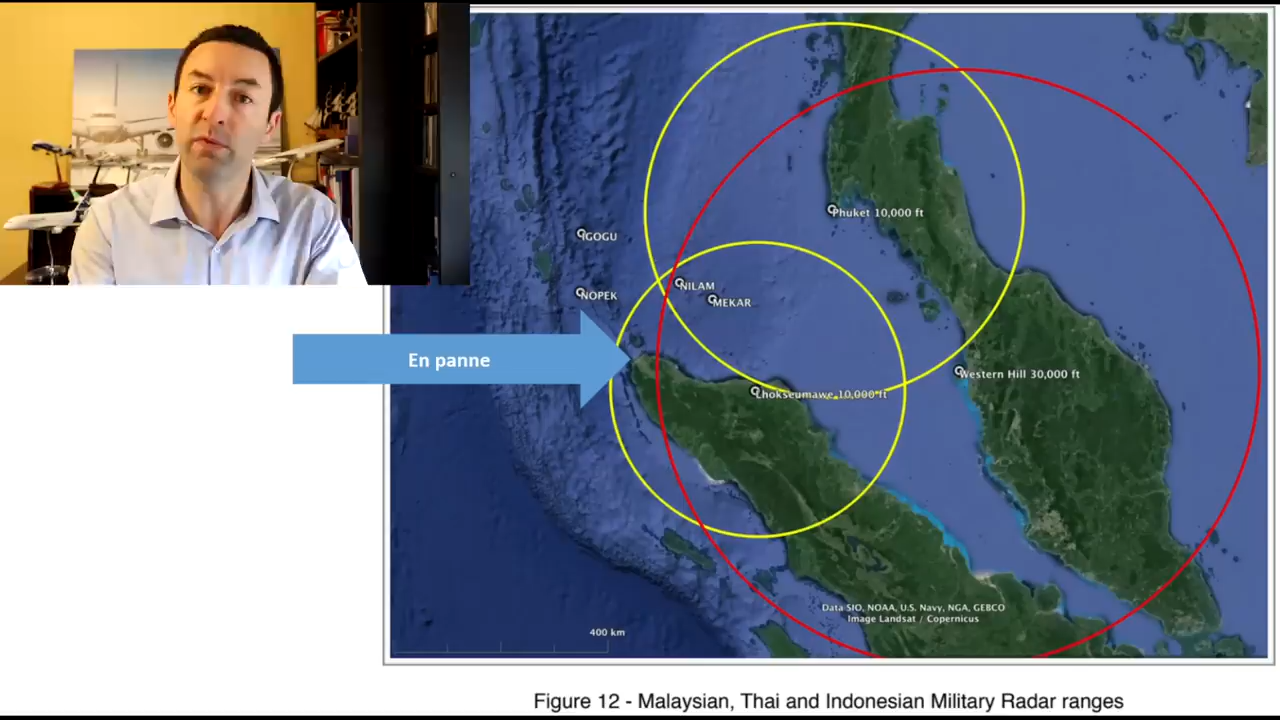 Phuket 10,000 ft
IGOGU
NILAM
NOPEK
MEKAR
En panne
Western Hill 30,000 ft
Lhokseumawe 10,000 ft
Data SIO, NOAA, U.S. Navy, NGA, GEBCO
Image Landsat / Copernicus
400 km
Figure 12 - Malaysian, Thai and Indonesian Military Radar ranges